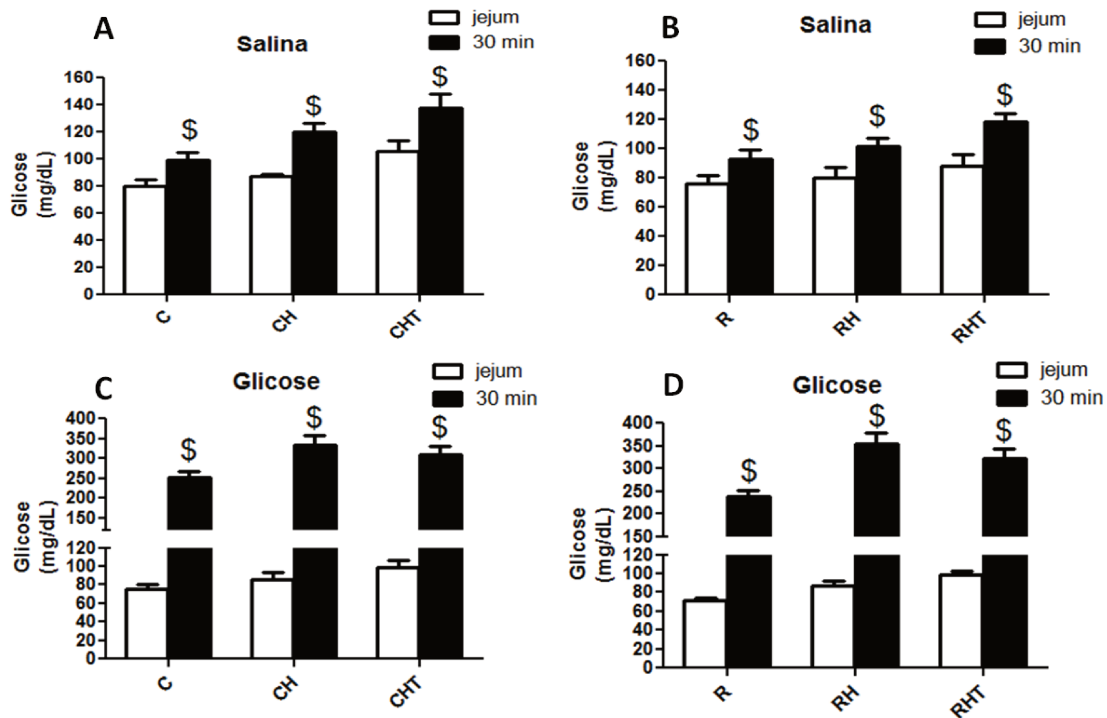 A
Salina
jejum
30 min
Glicose
(mg/dL)
160
140
120
100
80
60
40
20
0
$
$
$
C
CH
CHT
B
Salina
jejum
30 min
Glicose
(mg/dL)
160
140
120
100
80
60
40
20
0
$
$
$
R
RH
RHT
C
Glicose
jejum
30 min
Glicose
(mg/dL)
400
350
300
250
200
150
120
100
80
60
40
20
0
$
$
$
C
CH
CHT
D
Glicose
jejum
30 min
Glicose
(mg/dL)
400
350
300
250
200
150
120
100
80
60
40
20
0
$
$
$
R
RH
RHT